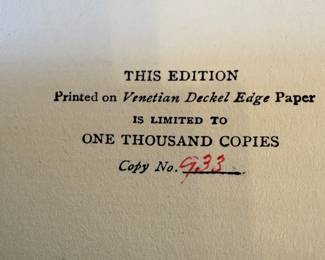 THIS EDITION
Printed on Venetian Deckel Edge Paper
IS LIMITED TO
ONE THOUSAND COPIES
Copy No. 933